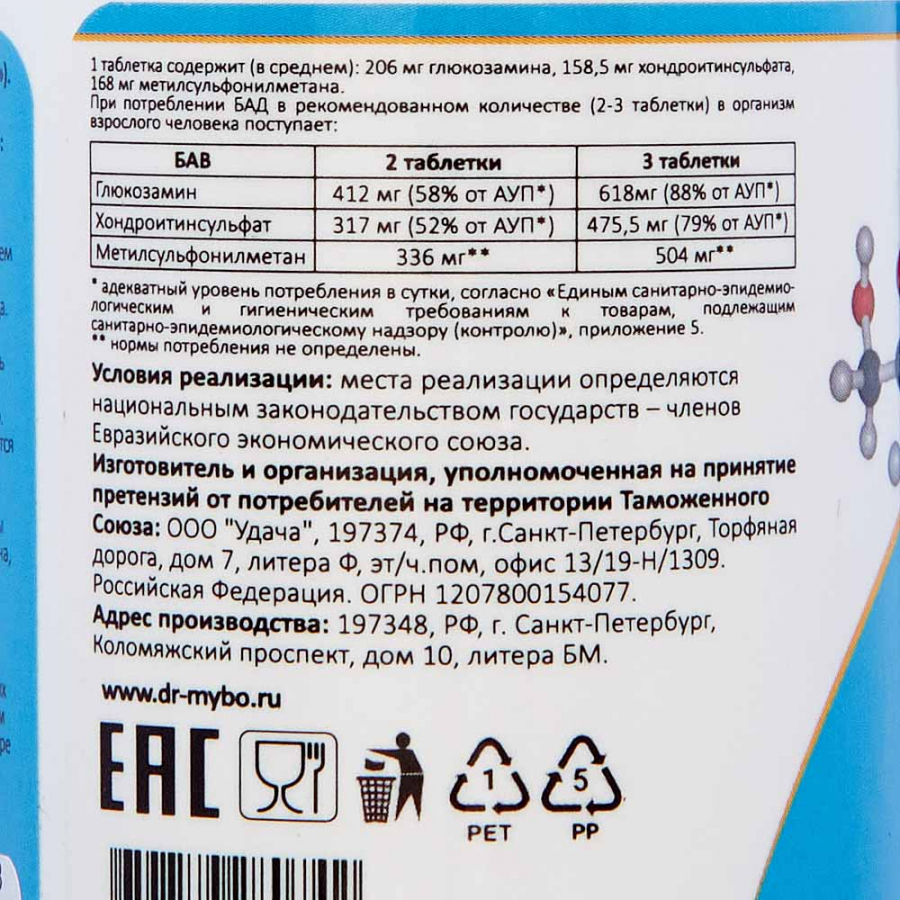 1 таблетка содержит (в среднем): 206 мг глюкозамина, 158,5 мг хондроитинсульфата,
168 мг метилсульфонилметана.
При потреблении БАД в рекомендованном количестве (2-3 таблетки) в организм
взрослого человека поступает:
БАВ 2 таблетки 3 таблетки
Глюкозамин 412 мг (58% от АУП*) 618мг (88% от АУП*)
Хондроитинсульфат 317 мг (52% от АУП*) 475,5 мг (79% от АУП*)
Метилсульфонилметан 336 мг** 504 мг**
* адекватный уровень потребления в сутки, согласно «Единым санитарно-эпидемио-
логическим и гигиеническим требованиям к товарам, подлежащим
санитарно-эпидемиологическому надзору (контролю)», приложение 5.
** нормы потребления не определены.
Условия реализации: места реализации определяются
национальным законодательством государств – членов
Евразийского экономического союза.
Изготовитель и организация, уполномоченная на принятие
претензий от потребителей на территории Таможенного
Союза: ООО "Удача", 197374, РФ, г.Санкт-Петербург, Торфяная
дорога, дом 7, литера Ф, эт/ч.пом, офис 13/19-Н/1309.
Российская Федерация. ОГРН 1207800154077.
Адрес производства: 197348, РФ, г. Санкт-Петербург,
Коломяжский проспект, дом 10, литера БМ.
www.dr-mybo.ru
EAC
1 5
PET PP